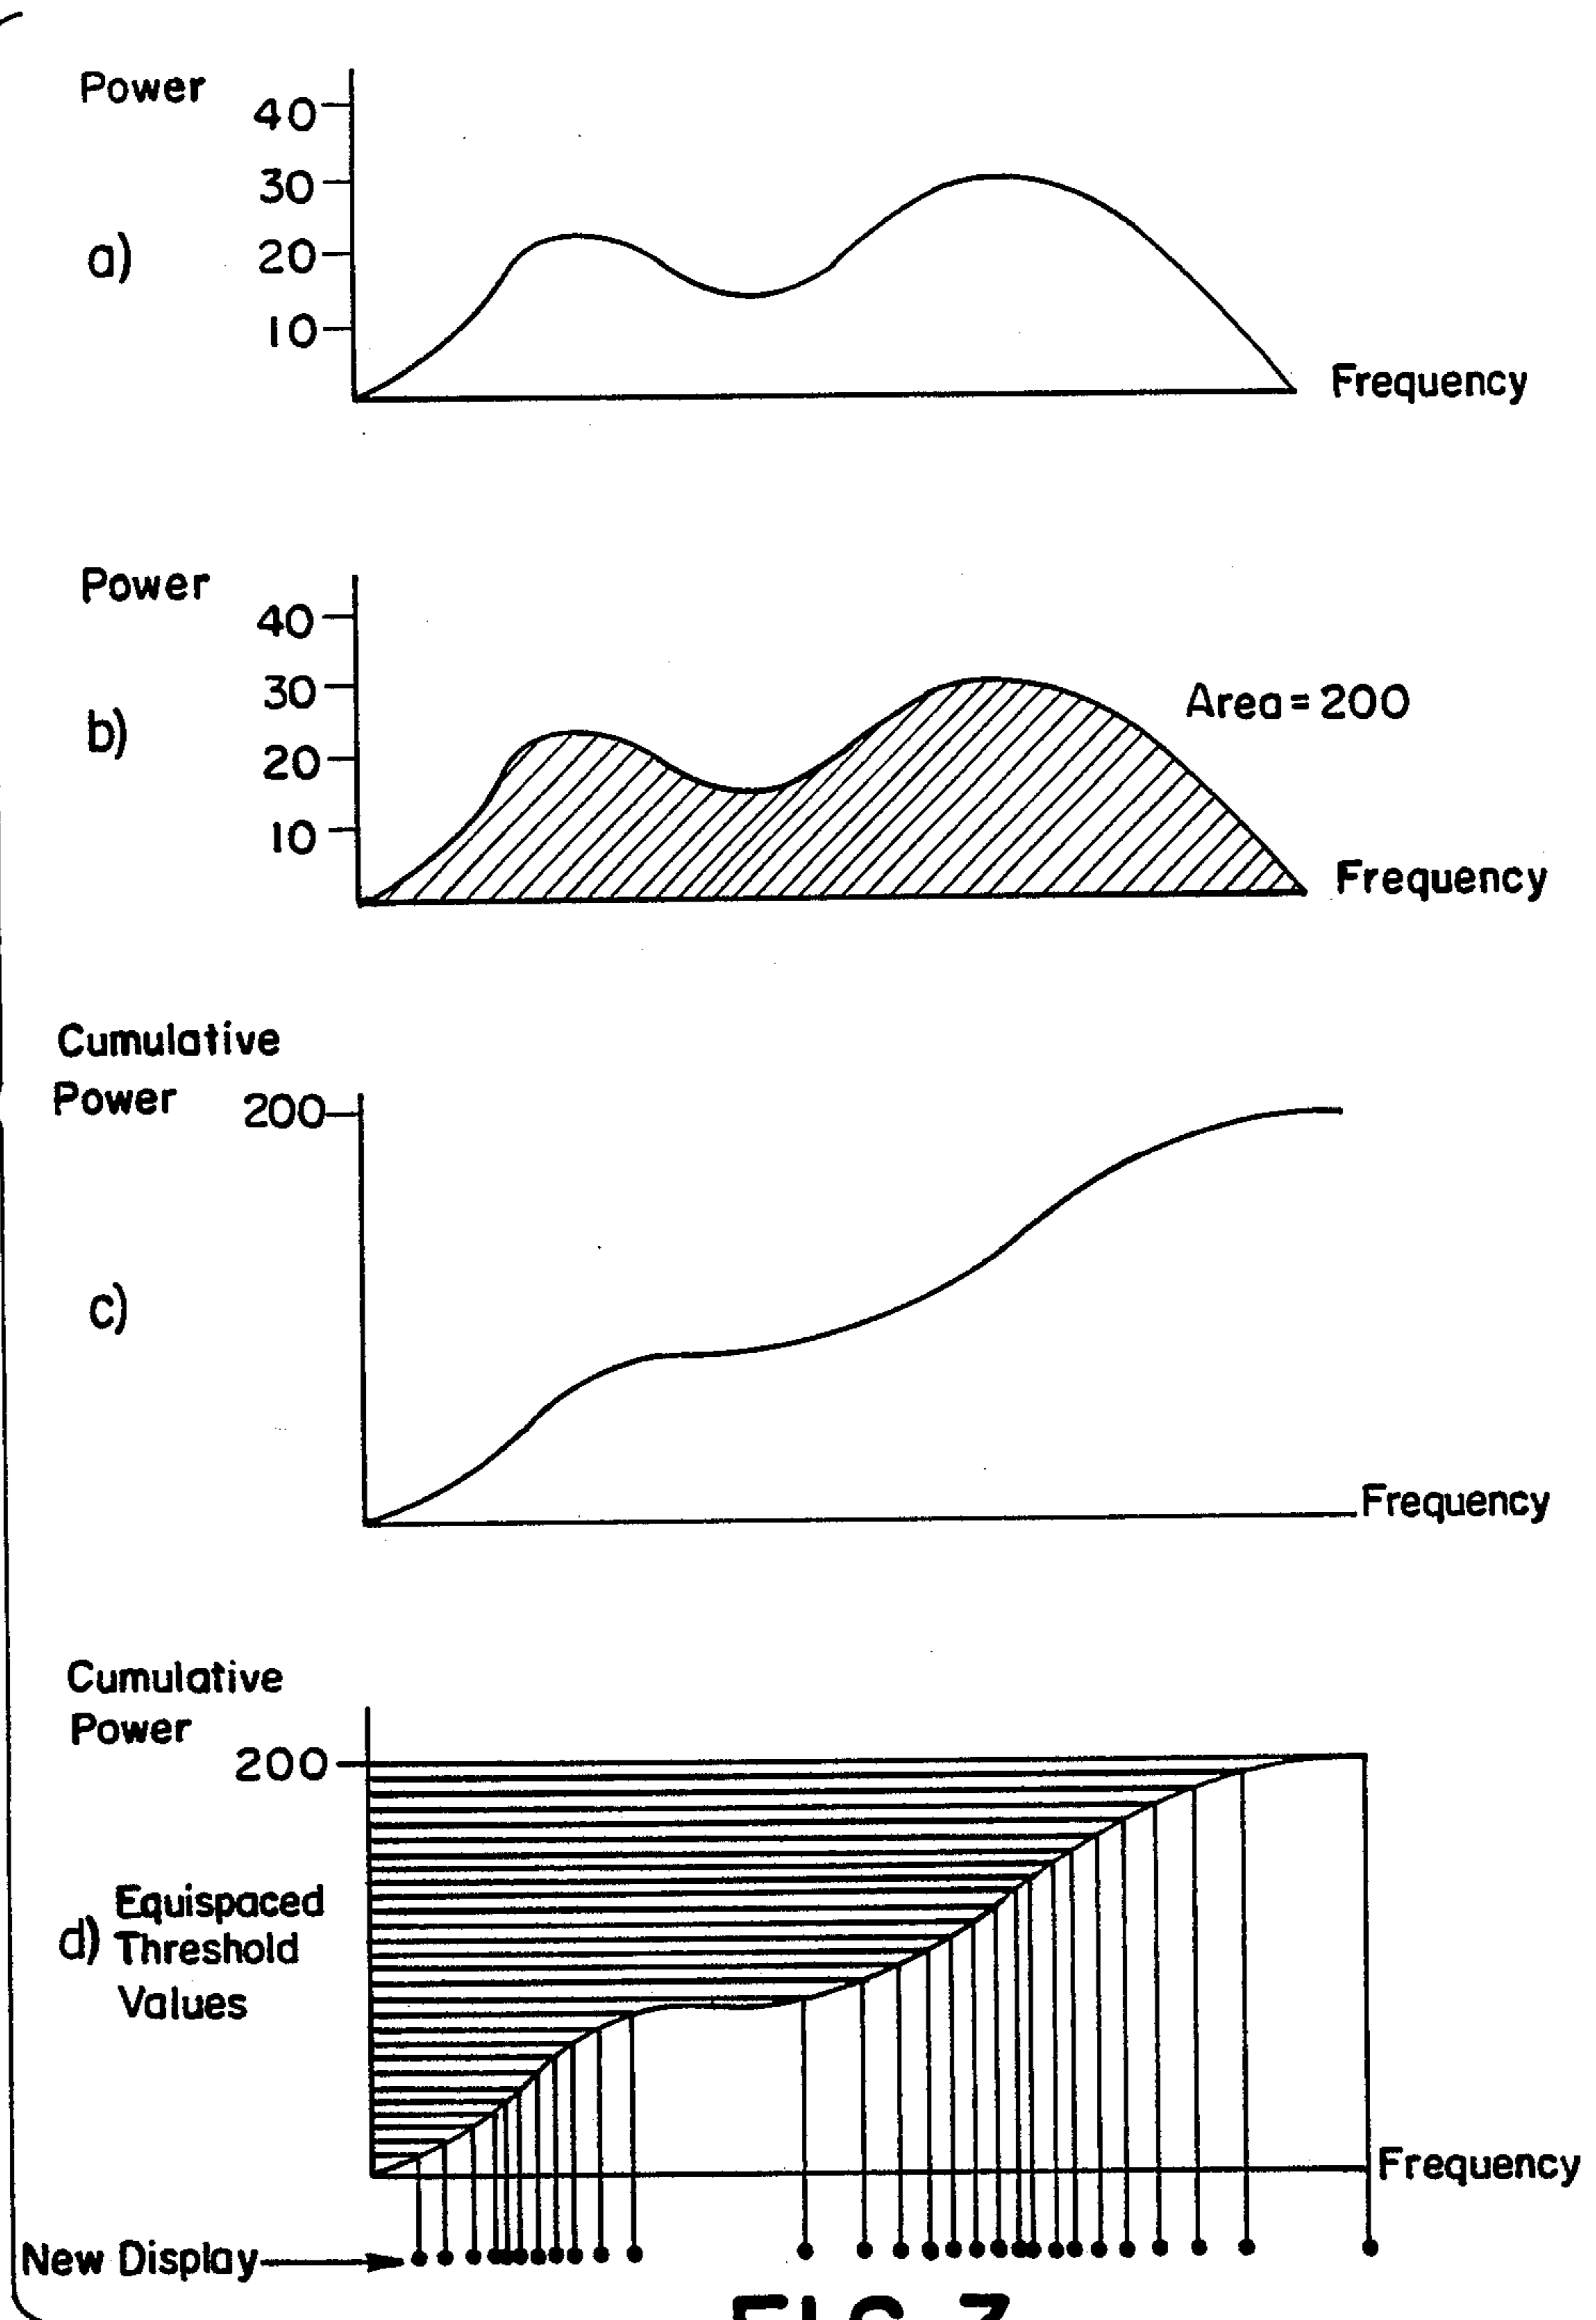 Power
40
30
a)
20
10
Frequency
Power
40
30
Area = 200
b)
20
10
Frequency
Cumulative
Power
200
c)
Frequency
Cumulative
Power
200
d)
Equispaced
Threshold
Values
Frequency
New Display